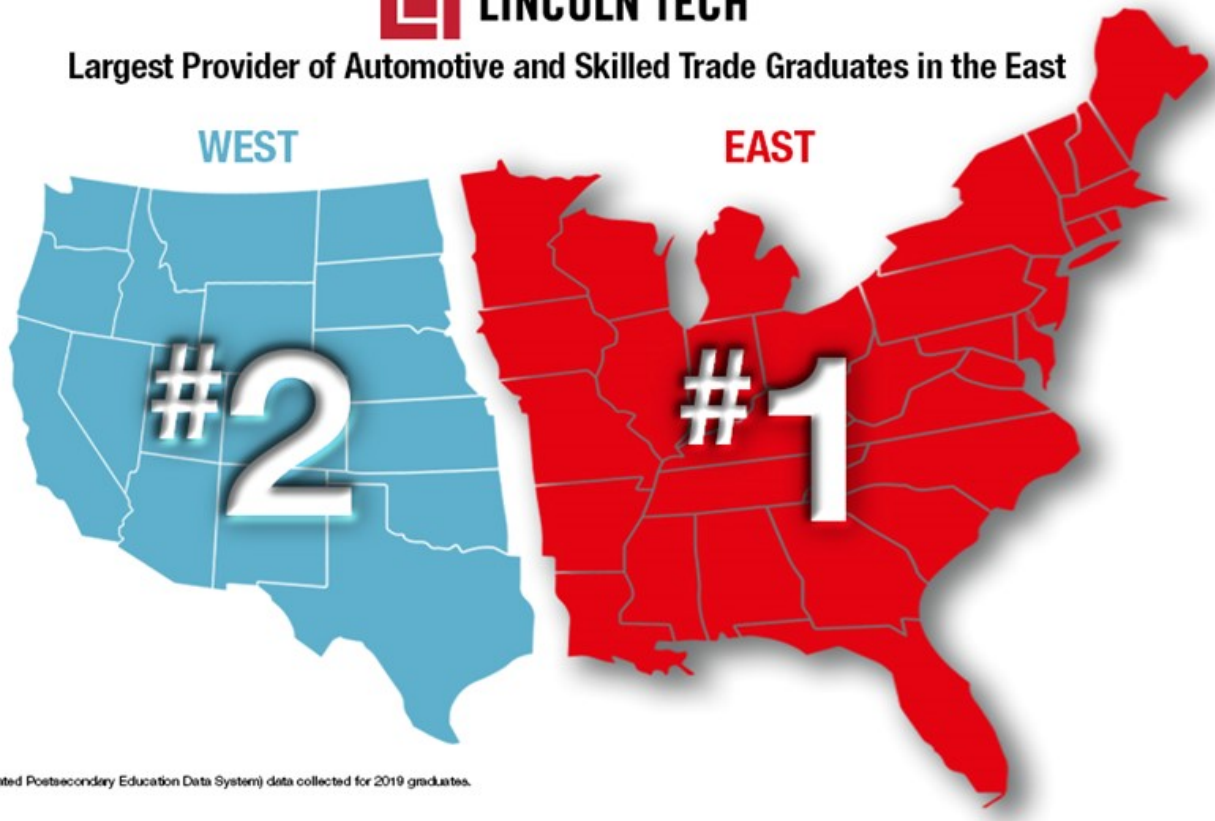 LINCOLN TECH
Largest Provider of Automotive and Skilled Trade Graduates in the East
WEST
EAST
#2
#1
Postsecondary Education Data System) data collected for 2019 graduates.